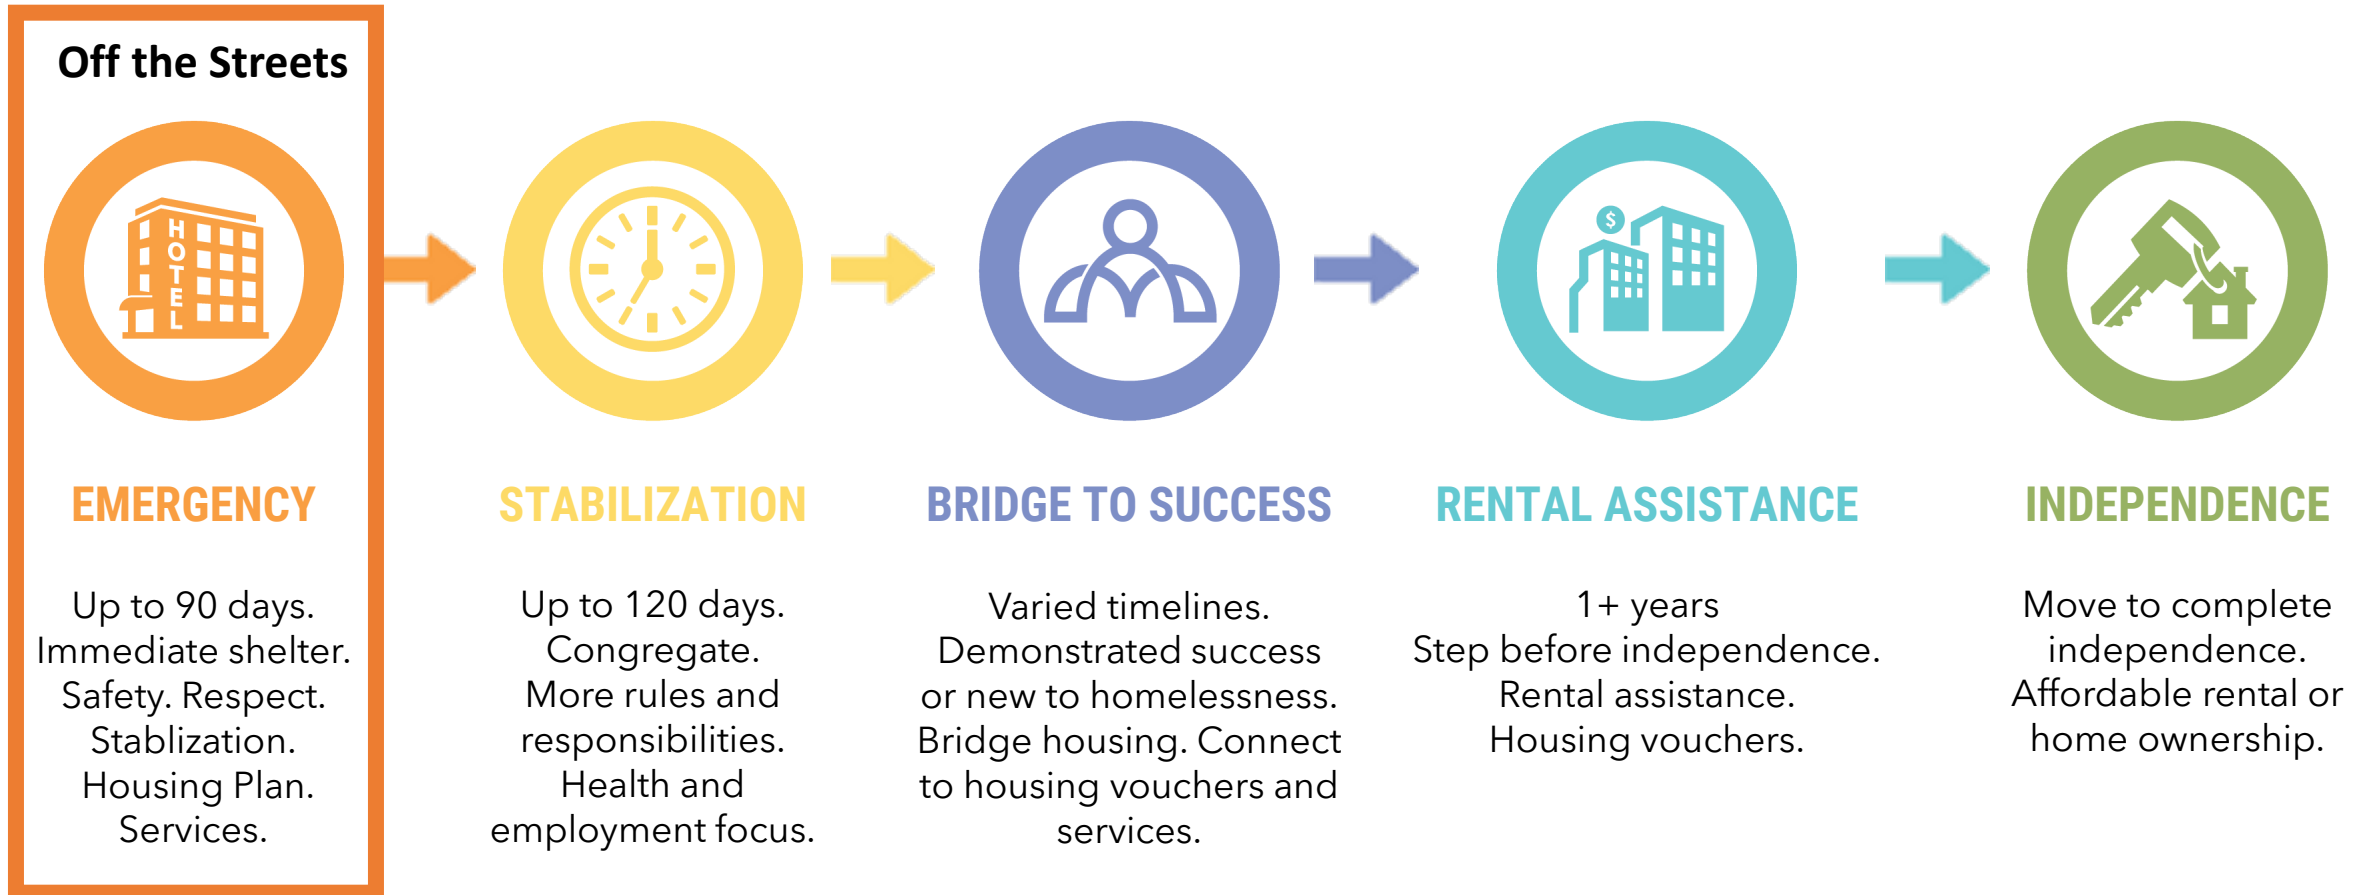 Off the Streets
HOTEL
$
EMERGENCY
Up to 90 days.
Immediate shelter.
Safety. Respect.
Stablization.
Housing Plan.
Services.
STABILIZATION
Up to 120 days.
Congregate.
More rules and
responsibilities.
Health and
employment focus.
BRIDGE TO SUCCESS
Varied timelines.
Demonstrated success
or new to homelessness.
Bridge housing. Connect
to housing vouchers and
services.
RENTAL ASSISTANCE
1+ years
Step before independence.
Rental assistance.
Housing vouchers.
INDEPENDENCE
Move to complete
independence.
Affordable rental or
home ownership.